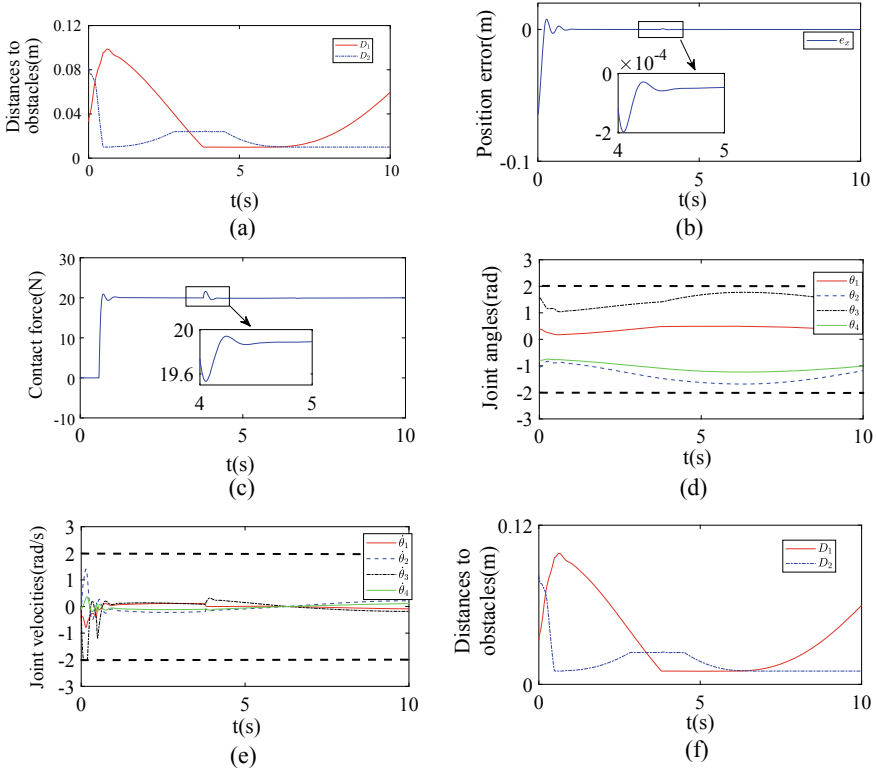 0.12
0.08
0.04
0
Distances to
obstacles(m)
D₁
D₂
0
5
10
t(s)
(a)
0
-0.1
Position error(m)
eₓ
×10⁻⁴
0
-2
4
5
0
5
10
t(s)
(b)
30
20
10
0
-10
Contact force(N)
20
19.6
4
5
0
5
10
t(s)
(c)
3
2
1
0
-1
-2
-3
Joint angles(rad)
θ₁
θ₂
θ₃
θ₄
0
5
10
t(s)
(d)
3
2
1
0
-1
-2
-3
Joint velocities(rad/s)
θ̇₁
θ̇₂
θ̇₃
θ̇₄
0
5
10
t(s)
(e)
0.12
0
Distances to
obstacles(m)
D₁
D₂
0
5
10
t(s)
(f)